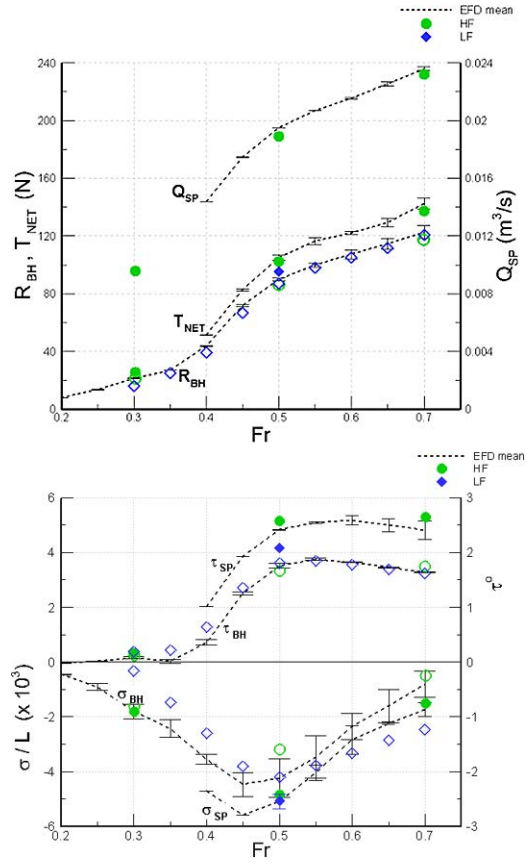 EFD mean
HF
LF
240 0.024
200 0.02
160 0.016
120 0.012
80 0.008
40 0.004
0 0
R_BH, T_NET (N)
Q_SP (m³/s)
Q_SP
T_NET
R_BH
0.2 0.3 0.4 0.5 0.6 0.7
Fr
EFD mean
HF
LF
6 3
4 2
2 1
0 0
-2 -1
-4 -2
-6 -3
σ / L (x 10³)
τ°
τ_SP
τ_BH
σ_BH
σ_SP
0.2 0.3 0.4 0.5 0.6 0.7
Fr